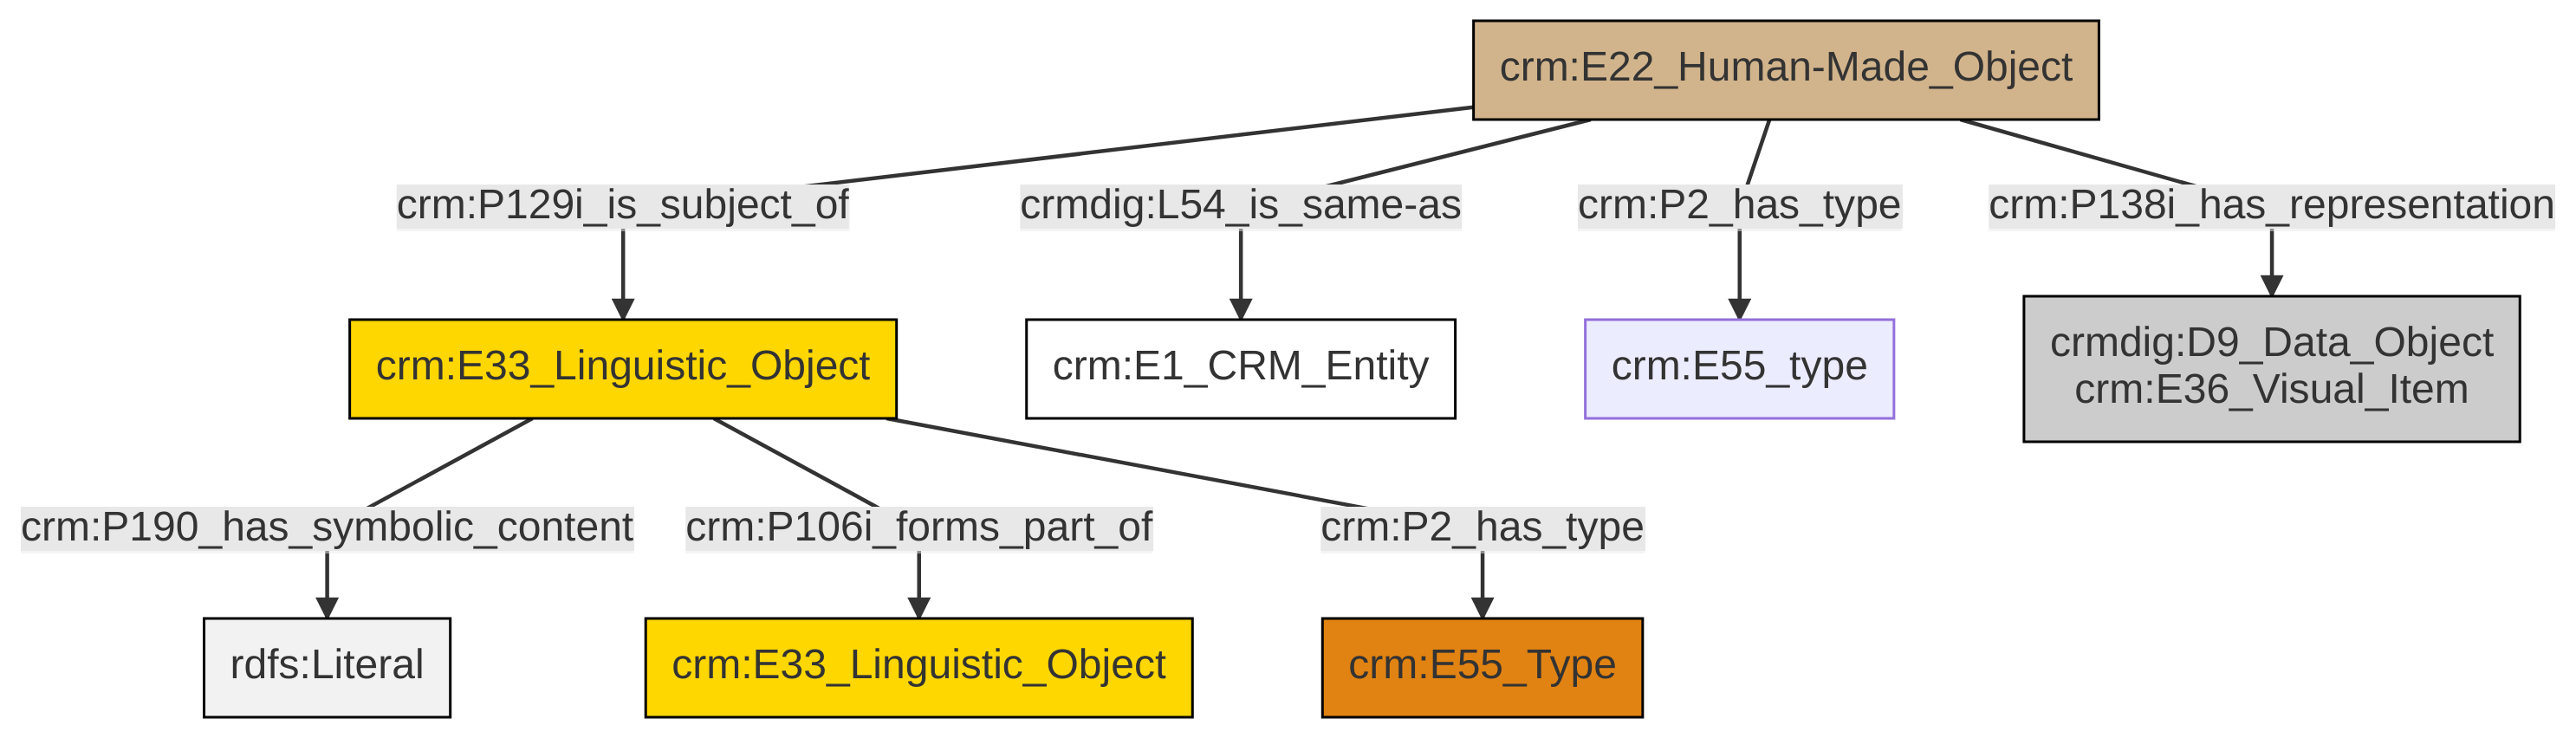 crm:E22_Human-Made_Object
crm:P129i_is_subject_of
crmdig:L54_is_same-as
crm:P2_has_type
crm:P138i_has_representation
crm:E33_Linguistic_Object
crm:E1_CRM_Entity
crm:E55_type
crmdig:D9_Data_Object
crm:E36_Visual_Item
crm:P190_has_symbolic_content
crm:P106i_forms_part_of
crm:P2_has_type
rdfs:Literal
crm:E33_Linguistic_Object
crm:E55_Type